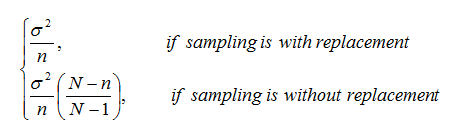 σ²/n, if sampling is with replacement
σ²/n (N−n / N−1), if sampling is without replacement